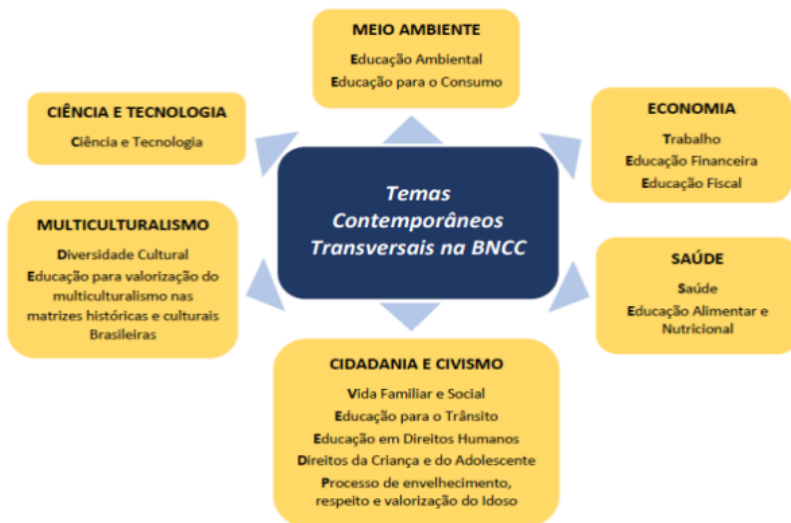 MEIO AMBIENTE
Educação Ambiental
Educação para o Consumo
CIÊNCIA E TECNOLOGIA
Ciência e Tecnologia
ECONOMIA
Trabalho
Educação Financeira
Educação Fiscal
Temas
Contemporâneos
Transversais na BNCC
MULTICULTURALISMO
Diversidade Cultural
Educação para valorização do
multiculturalismo nas
matrizes históricas e culturais
Brasileiras
SAÚDE
Saúde
Educação Alimentar e
Nutricional
CIDADANIA E CIVISMO
Vida Familiar e Social
Educação para o Trânsito
Educação em Direitos Humanos
Direitos da Criança e do Adolescente
Processo de envelhecimento,
respeito e valorização do Idoso